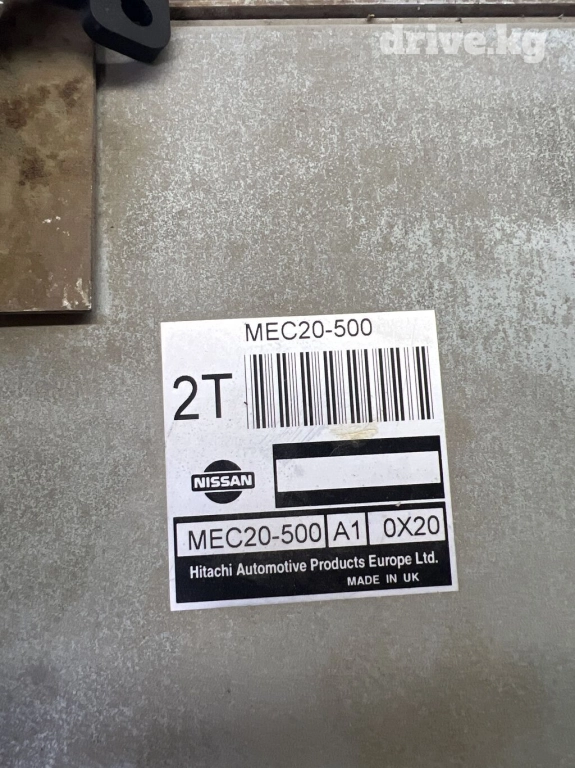 drive.kg
MEC20-500
2T
NISSAN
MEC20-500 A1 0X20
Hitachi Automotive Products Europe Ltd.
MADE IN UK